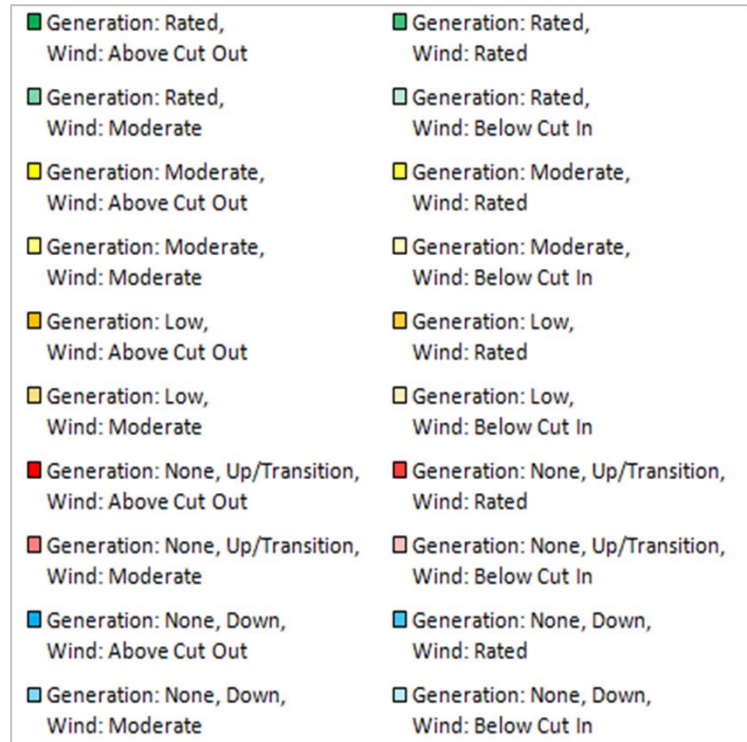 Generation: Rated,
Wind: Above Cut Out
Generation: Rated,
Wind: Rated
Generation: Rated,
Wind: Moderate
Generation: Rated,
Wind: Below Cut In
Generation: Moderate,
Wind: Above Cut Out
Generation: Moderate,
Wind: Rated
Generation: Moderate,
Wind: Moderate
Generation: Moderate,
Wind: Below Cut In
Generation: Low,
Wind: Above Cut Out
Generation: Low,
Wind: Rated
Generation: Low,
Wind: Moderate
Generation: Low,
Wind: Below Cut In
Generation: None, Up/Transition,
Wind: Above Cut Out
Generation: None, Up/Transition,
Wind: Rated
Generation: None, Up/Transition,
Wind: Moderate
Generation: None, Up/Transition,
Wind: Below Cut In
Generation: None, Down,
Wind: Above Cut Out
Generation: None, Down,
Wind: Rated
Generation: None, Down,
Wind: Moderate
Generation: None, Down,
Wind: Below Cut In